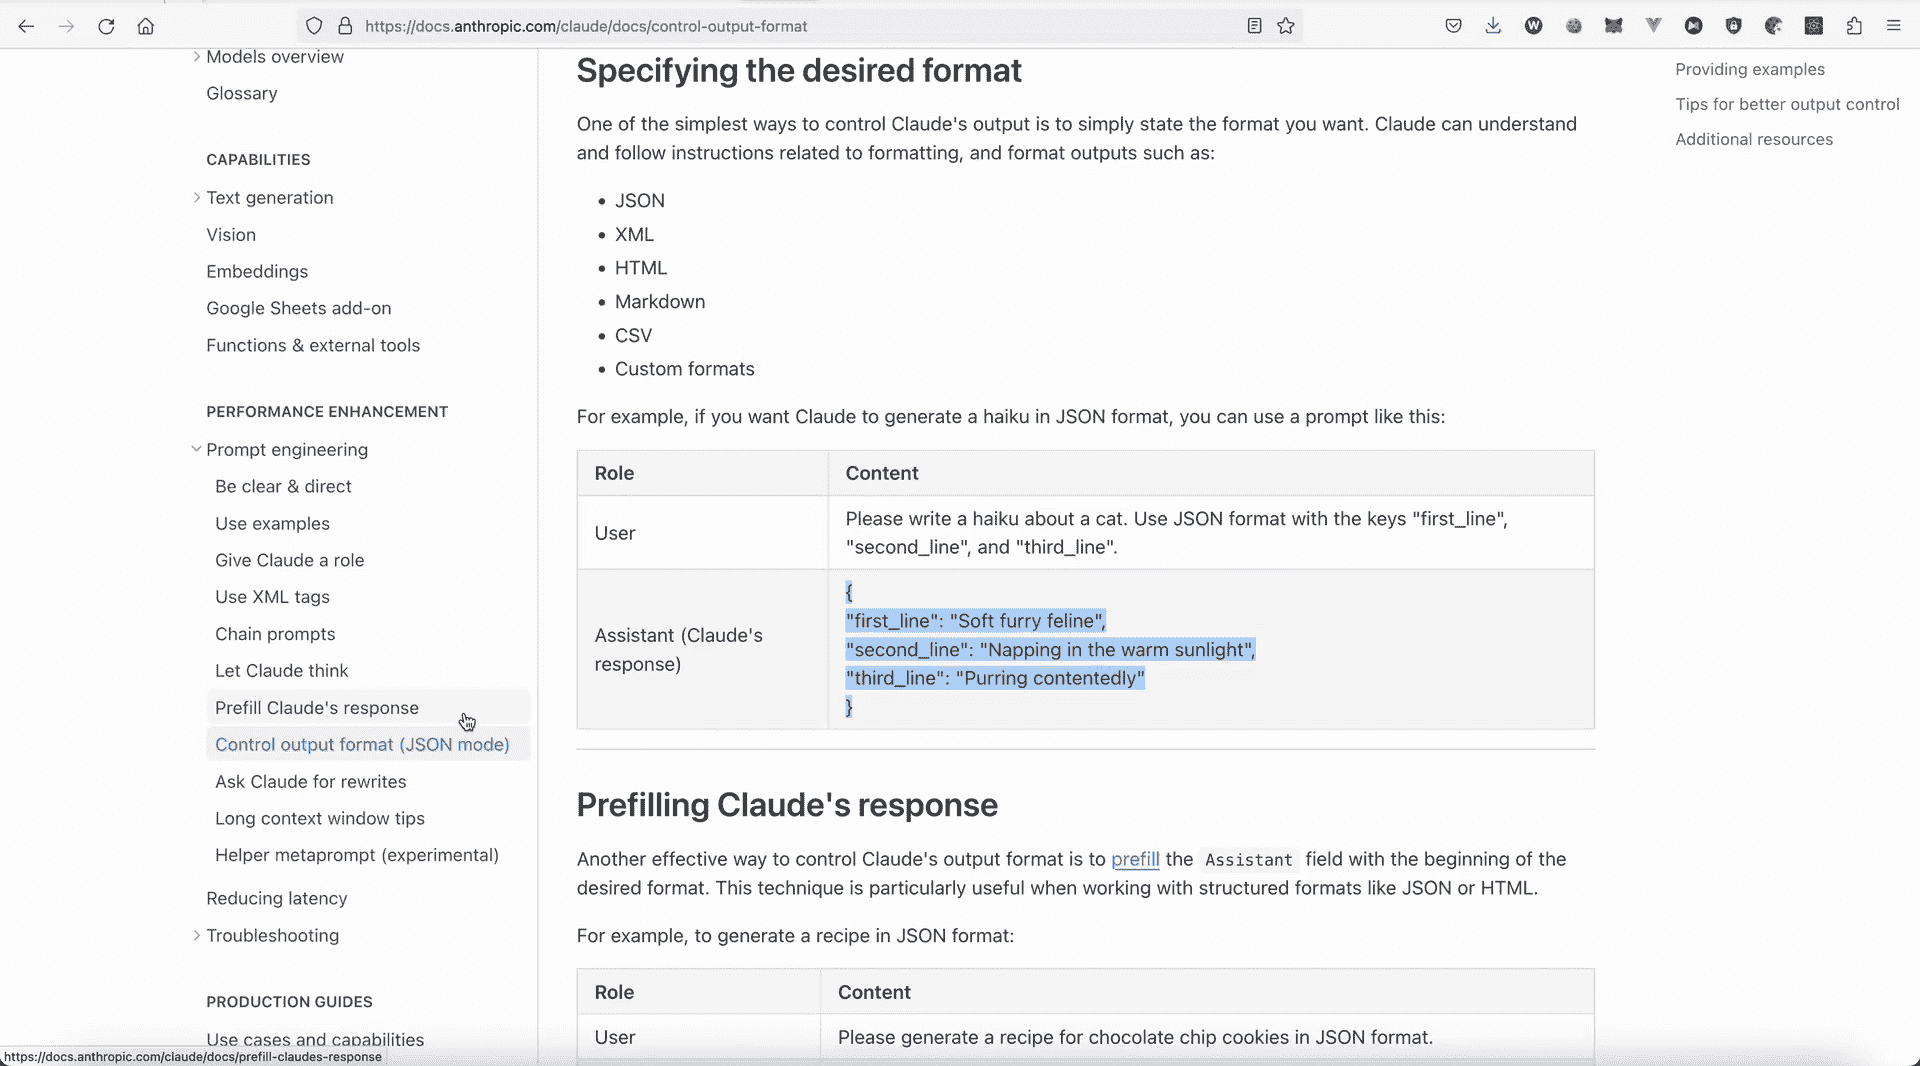 https://docs.anthropic.com/claude/docs/control-output-format
Models overview
Glossary
CAPABILITIES
Text generation
Vision
Embeddings
Google Sheets add-on
Functions & external tools
PERFORMANCE ENHANCEMENT
Prompt engineering
Be clear & direct
Use examples
Give Claude a role
Use XML tags
Chain prompts
Let Claude think
Prefill Claude's response
Control output format (JSON mode)
Ask Claude for rewrites
Long context window tips
Helper metaprompt (experimental)
Reducing latency
Troubleshooting
PRODUCTION GUIDES
Use cases and capabilities
https://docs.anthropic.com/claude/docs/prefill-claudes-response
Specifying the desired format
One of the simplest ways to control Claude's output is to simply state the format you want. Claude can understand
and follow instructions related to formatting, and format outputs such as:
• JSON
• XML
• HTML
• Markdown
• CSV
• Custom formats
For example, if you want Claude to generate a haiku in JSON format, you can use a prompt like this:
Role Content
User
Please write a haiku about a cat. Use JSON format with the keys "first_line",
"second_line", and "third_line".
Assistant (Claude's
response)
{
"first_line": "Soft furry feline",
"second_line": "Napping in the warm sunlight",
"third_line": "Purring contentedly"
}
Prefilling Claude's response
Another effective way to control Claude's output format is to prefill the Assistant field with the beginning of the
desired format. This technique is particularly useful when working with structured formats like JSON or HTML.
For example, to generate a recipe in JSON format:
Role Content
User Please generate a recipe for chocolate chip cookies in JSON format.
Providing examples
Tips for better output control
Additional resources